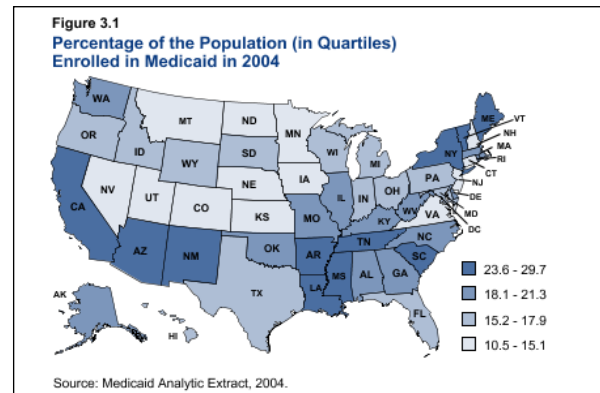 Figure 3.1
Percentage of the Population (in Quartiles)
Enrolled in Medicaid in 2004
WA
MT
ND
MN
ME
VT
NH
MA
RI
CT
NJ
DE
MD
DC
OR
ID
WY
SD
WI
MI
NY
PA
NV
UT
CO
NE
KS
IA
IL
IN
OH
WV
VA
CA
AZ
NM
OK
MO
AR
KY
TN
NC
SC
TX
LA
MS
AL
GA
FL
AK
HI
23.6 - 29.7
18.1 - 21.3
15.2 - 17.9
10.5 - 15.1
Source: Medicaid Analytic Extract, 2004.